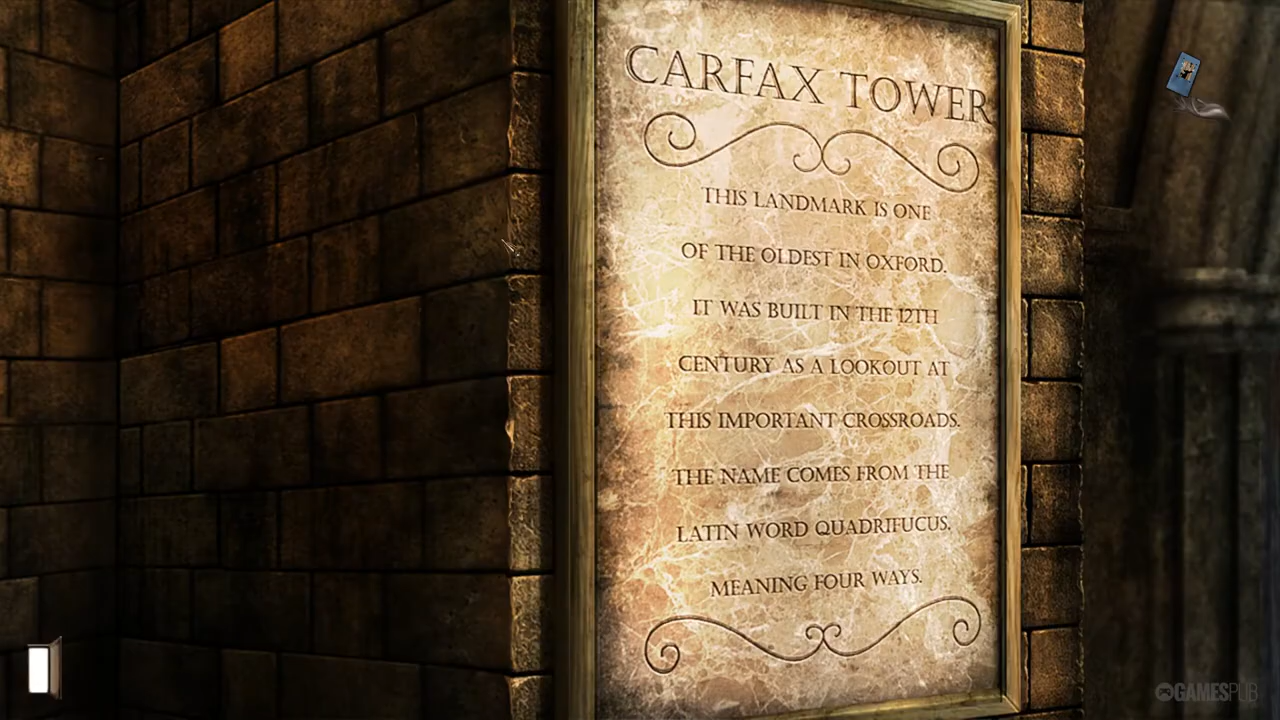 CARFAX TOWER
THIS LANDMARK IS ONE
OF THE OLDEST IN OXFORD.
IT WAS BUILT IN THE 12TH
CENTURY AS A LOOKOUT AT
THIS IMPORTANT CROSSROADS.
THE NAME COMES FROM THE
LATIN WORD QUADRIFUCUS,
MEANING FOUR WAYS.
GAMESPUB